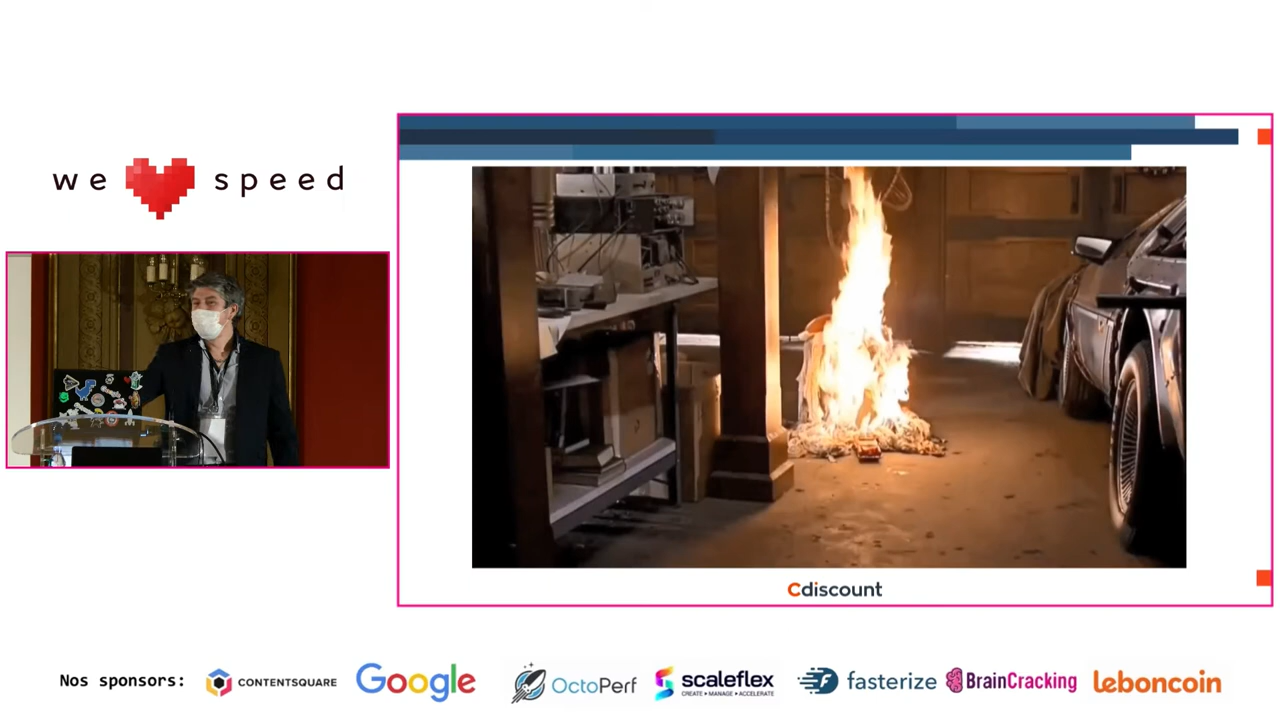 we speed
Cdiscount
Nos sponsors:
CONTENTSQUARE
Google
OctoPerf
scaleflex
CREATE • MANAGE • ACCELERATE
fasterize
BrainCracking
leboncoin